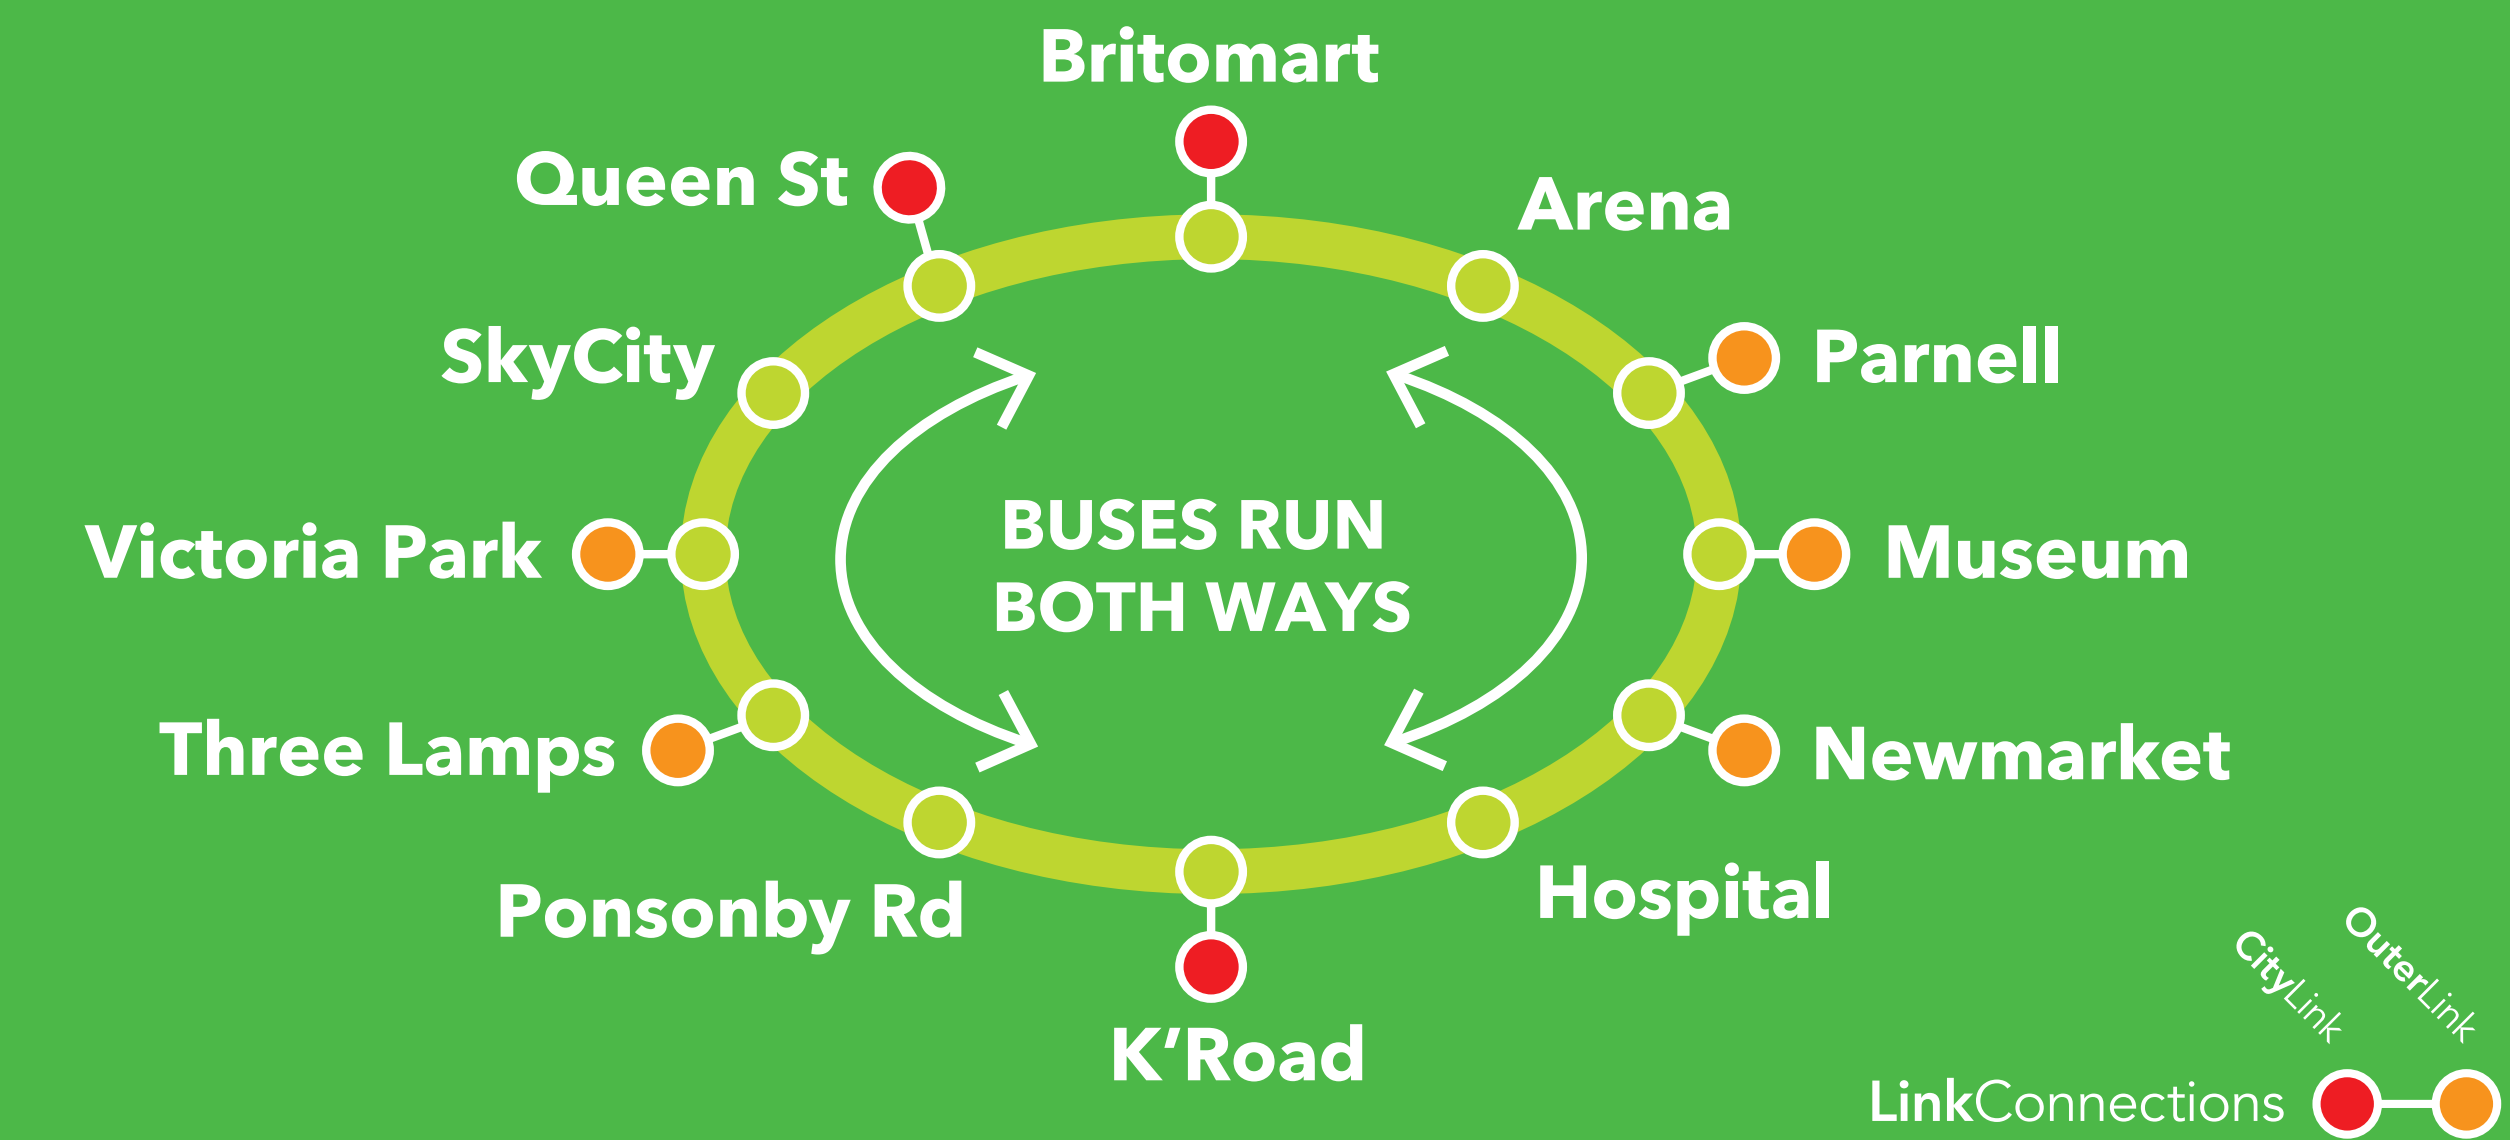 Britomart
Queen St
Arena
SkyCity
Parnell
BUSES RUN
BOTH WAYS
Victoria Park
Museum
Three Lamps
Newmarket
Ponsonby Rd
Hospital
K'Road
CityLink
OuterLink
LinkConnections